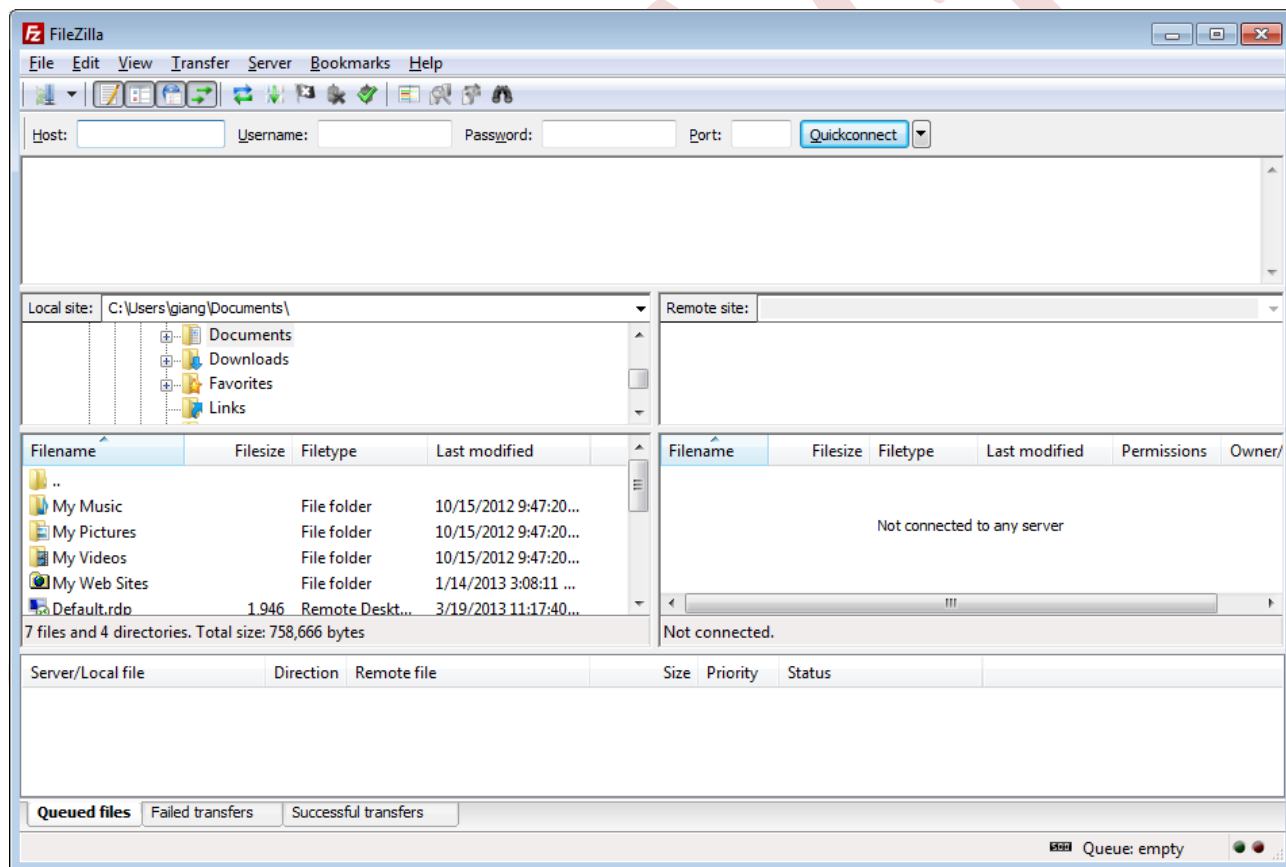 FileZilla
File Edit View Transfer Server Bookmarks Help
Host: Username: Password: Port: Quickconnect
Local site: C:\Users\giang\Documents\ Remote site:
Documents
Downloads
Favorites
Links
Filename Filesize Filetype Last modified Filename Filesize Filetype Last modified Permissions Owner/
..
My Music File folder 10/15/2012 9:47:20...
My Pictures File folder 10/15/2012 9:47:20...
Not connected to any server
My Videos File folder 10/15/2012 9:47:20...
My Web Sites File folder 1/14/2013 3:08:11 ...
Default.rdp 1,946 Remote Deskt... 3/19/2013 11:17:40...
7 files and 4 directories. Total size: 758,666 bytes Not connected.
Server/Local file Direction Remote file Size Priority Status
Queued files Failed transfers Successful transfers
Queue: empty